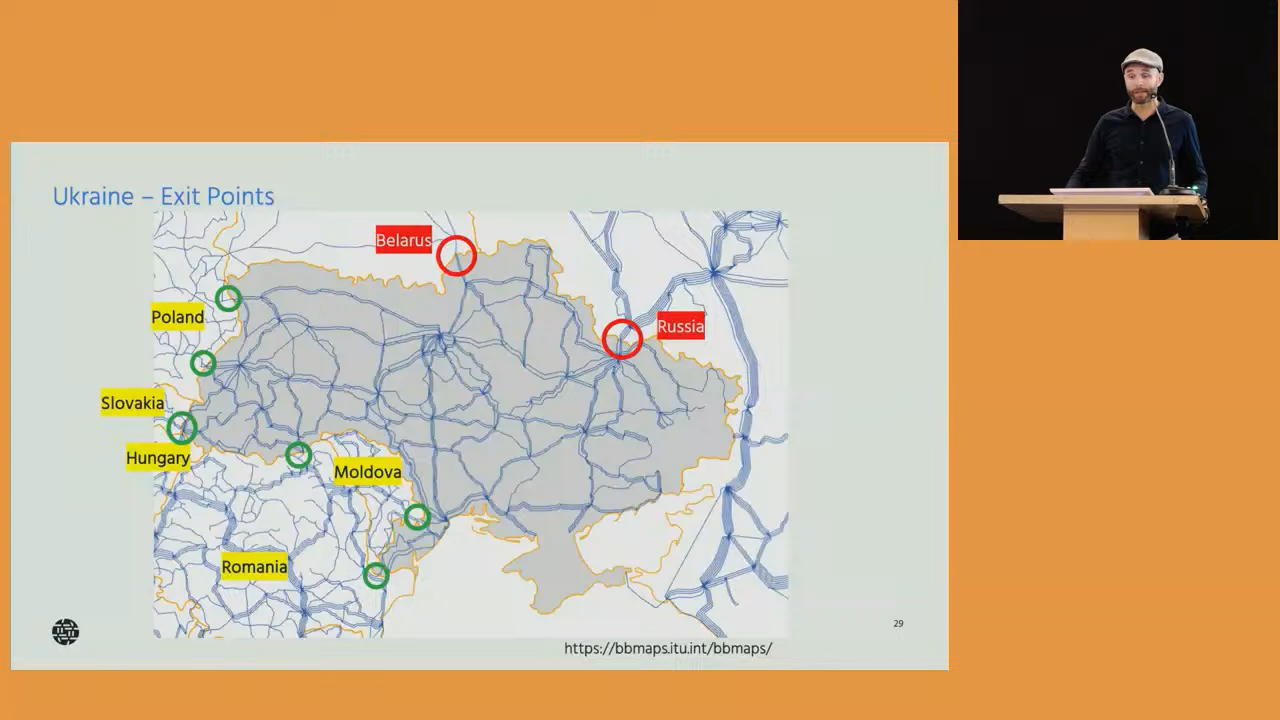 Ukraine – Exit Points
Belarus
Poland
Russia
Slovakia
Hungary
Moldova
Romania
29
https://bbmaps.itu.int/bbmaps/